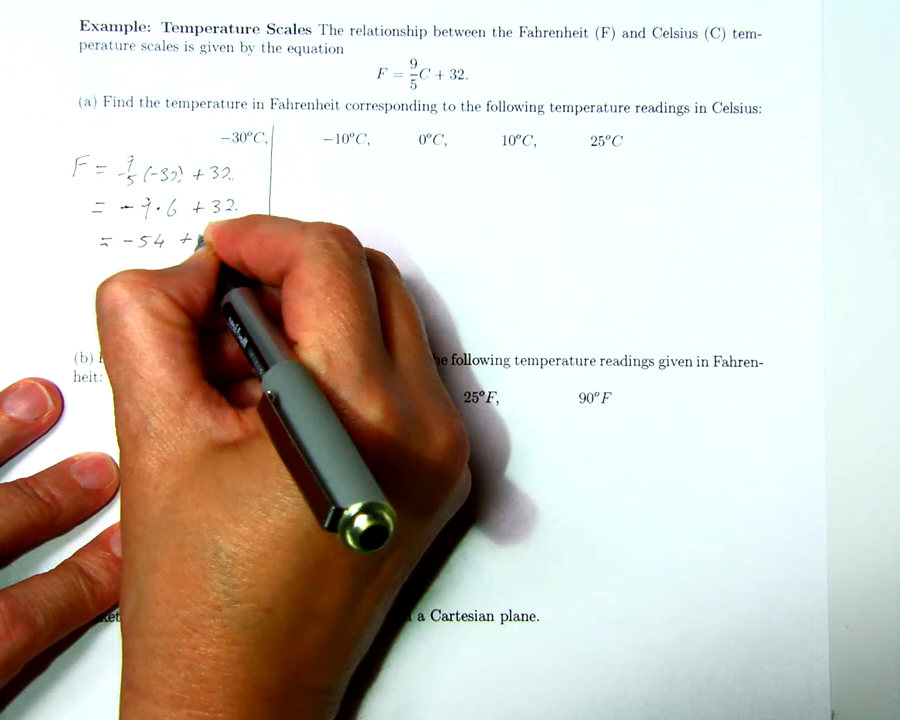 Example: Temperature Scales The relationship between the Fahrenheit (F) and Celsius (C) tem-
perature scales is given by the equation
F = 9/5 C + 32.
(a) Find the temperature in Fahrenheit corresponding to the following temperature readings in Celsius:
−30°C, −10°C, 0°C, 10°C, 25°C
F = 9/5 (-30) + 32.
= -9·6 + 32.
= -54 +
(b) following temperature readings given in Fahren-
heit:
25°F, 90°F
a Cartesian plane.